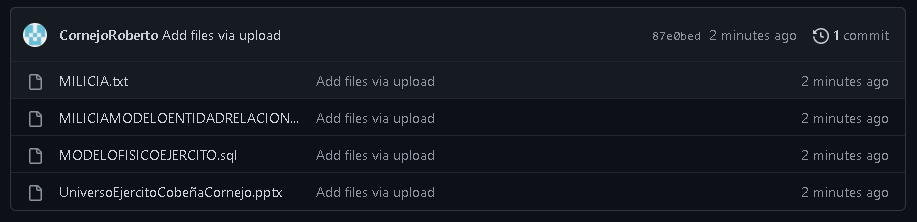 CornejoRoberto Add files via upload 87e0bed 2 minutes ago 1 commit
MILICIA.txt Add files via upload 2 minutes ago
MILICIAMODELOENTIDADRELACION... Add files via upload 2 minutes ago
MODELOFISICOEJERCITO.sql Add files via upload 2 minutes ago
UniversoEjercitoCobeñaCornejo.pptx Add files via upload 2 minutes ago